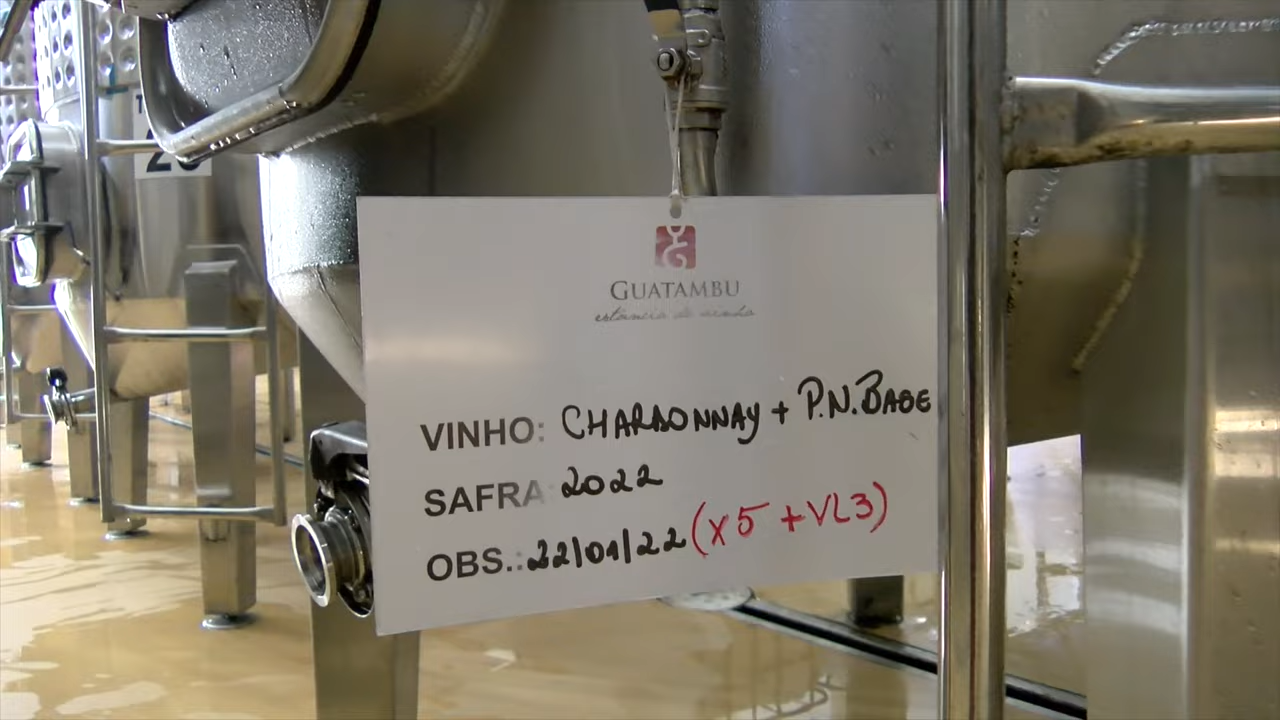 GUATAMBU
estância do vinho
VINHO: CHARDONNAY + P.N. BASE
SAFRA: 2022
OBS.: 22/01/22 (X5 + VL3)